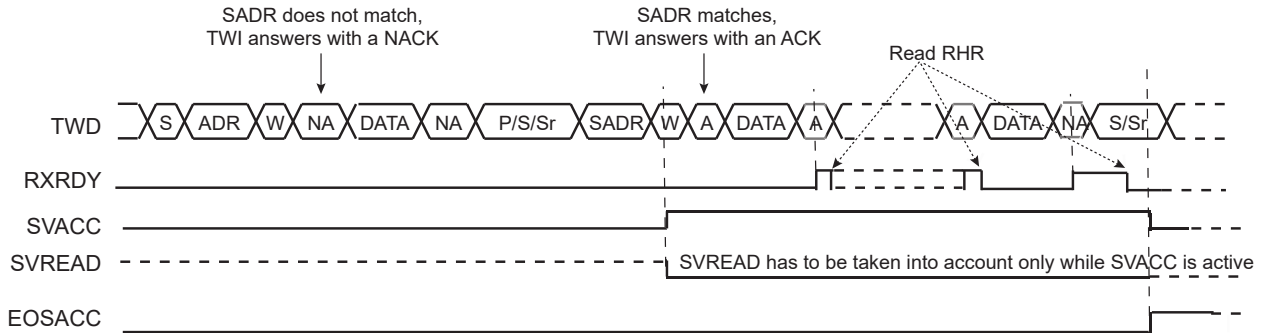 SADR does not match,
TWI answers with a NACK
SADR matches,
TWI answers with an ACK
Read RHR
TWD S ADR W NA DATA NA P/S/Sr SADR W A DATA A A DATA NA S/Sr
RXRDY
SVACC
SVREAD SVREAD has to be taken into account only while SVACC is active
EOSACC